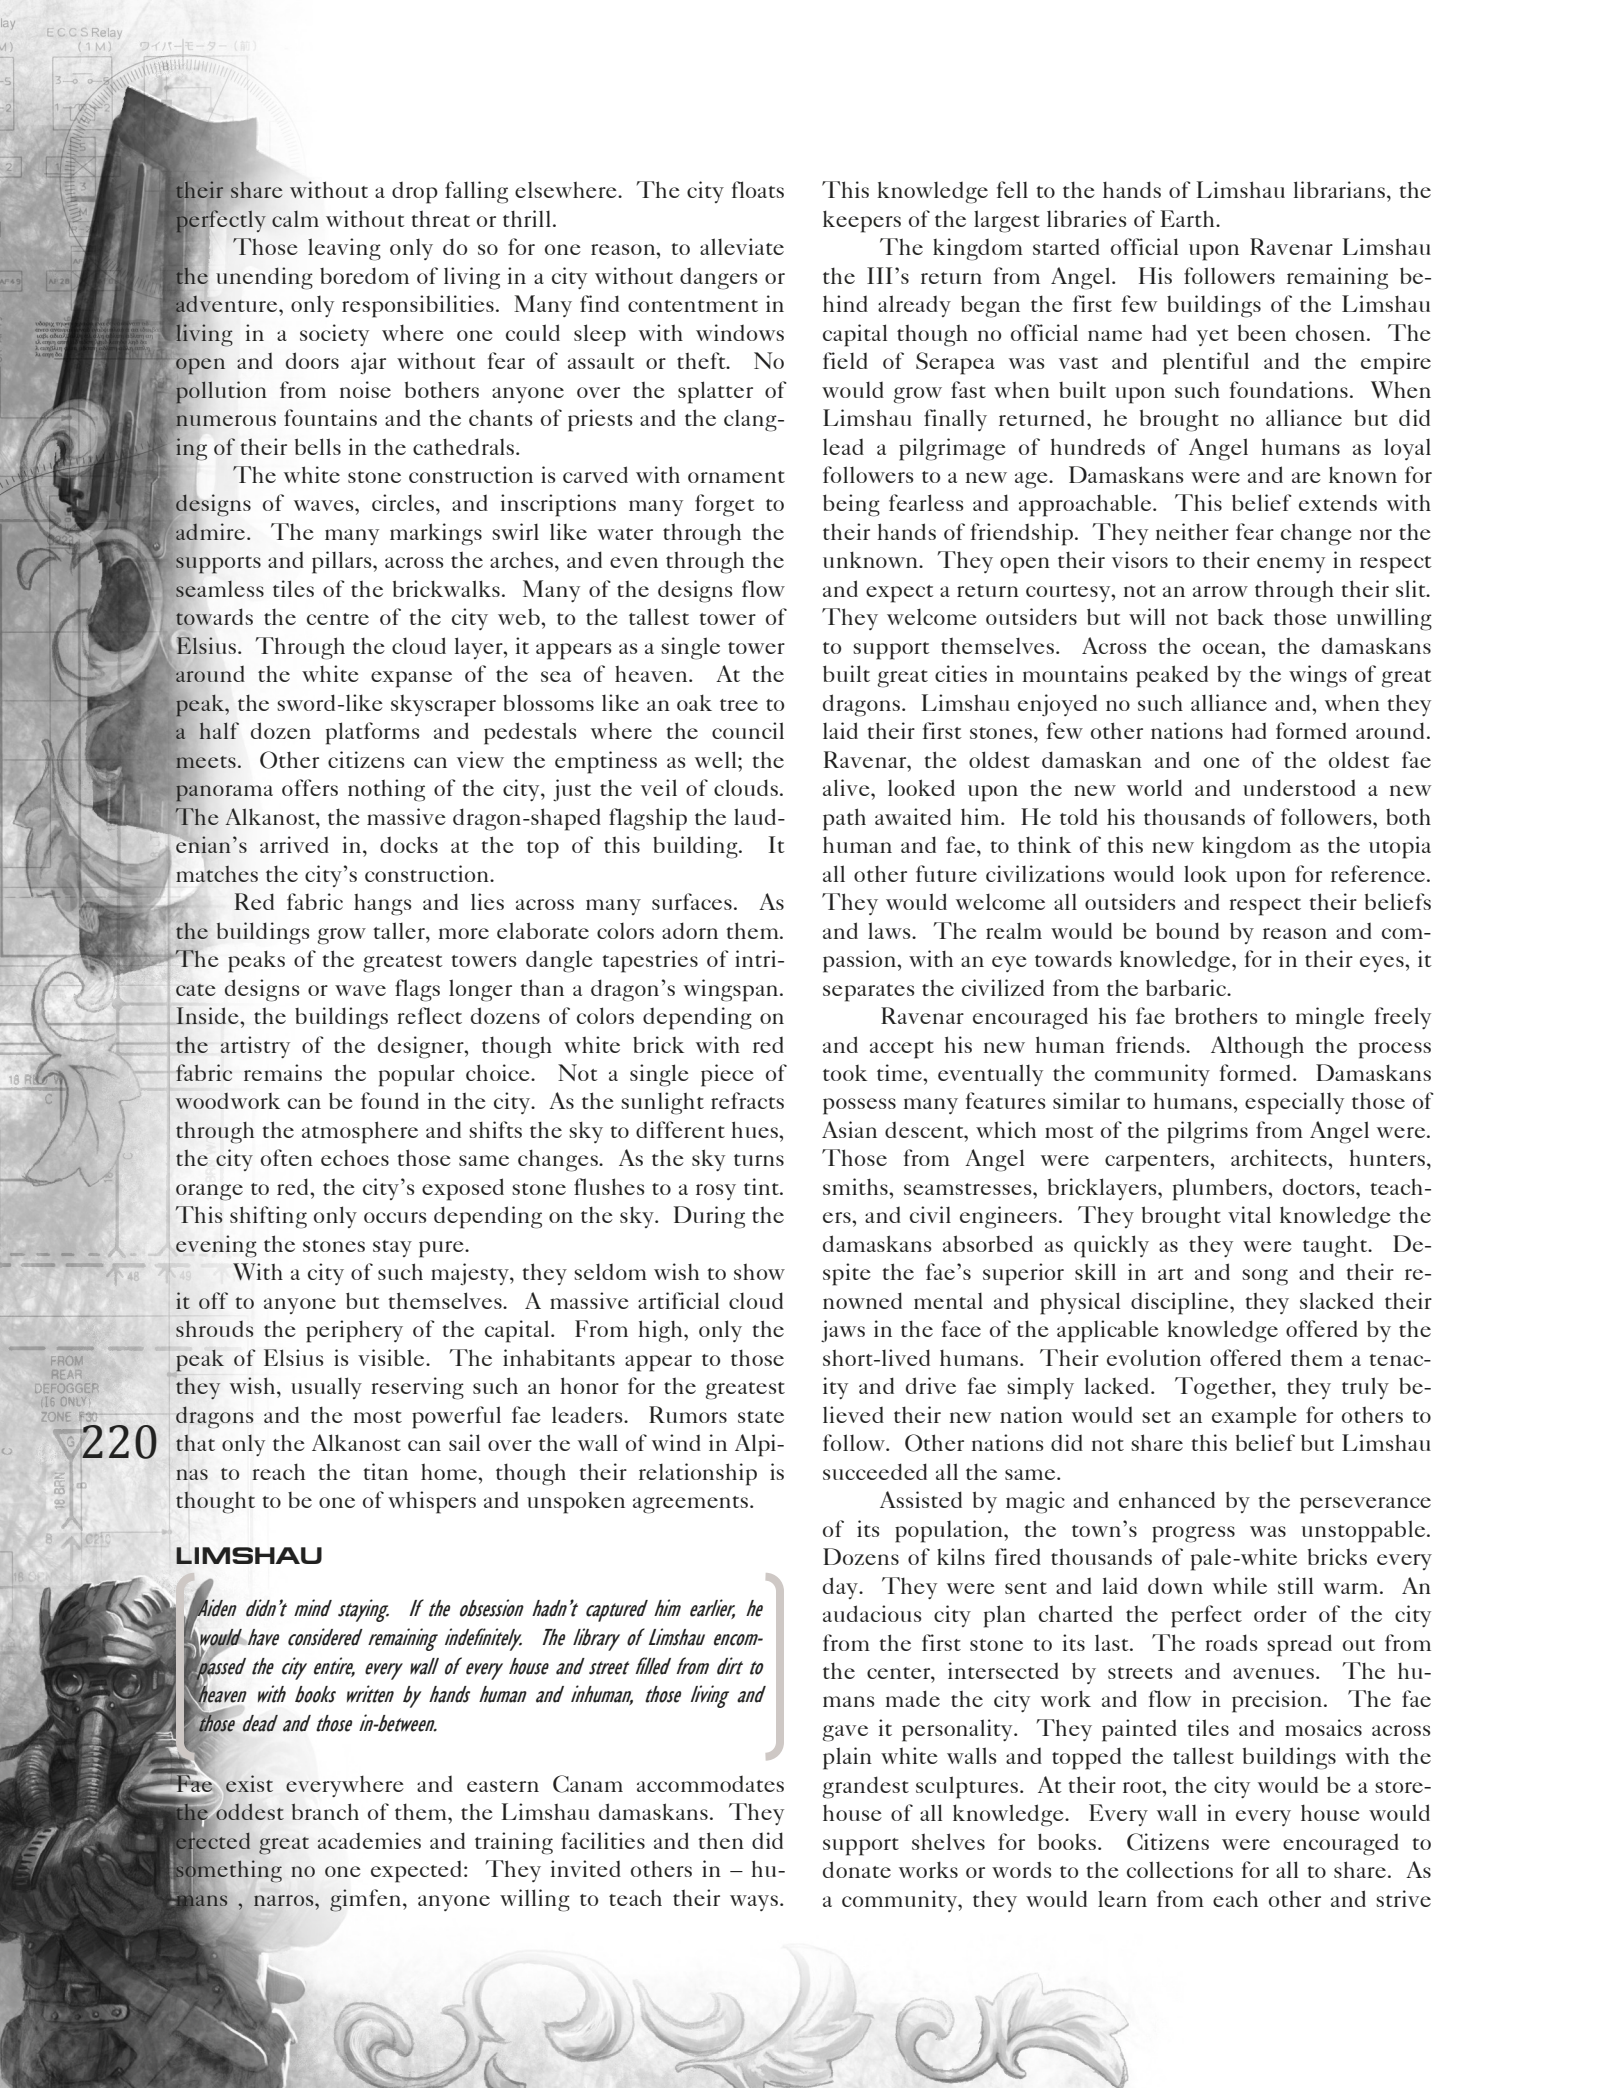 ECCS Relay
(1M)
ワイパーモーター (前)
their share without a drop falling elsewhere. The city floats
perfectly calm without threat or thrill.
Those leaving only do so for one reason, to alleviate
the unending boredom of living in a city without dangers or
adventure, only responsibilities. Many find contentment in
living in a society where one could sleep with windows
open and doors ajar without fear of assault or theft. No
pollution from noise bothers anyone over the splatter of
numerous fountains and the chants of priests and the clang-
ing of their bells in the cathedrals.
The white stone construction is carved with ornament
designs of waves, circles, and inscriptions many forget to
admire. The many markings swirl like water through the
supports and pillars, across the arches, and even through the
seamless tiles of the brickwalks. Many of the designs flow
towards the centre of the city web, to the tallest tower of
Elsius. Through the cloud layer, it appears as a single tower
around the white expanse of the sea of heaven. At the
peak, the sword-like skyscraper blossoms like an oak tree to
a half dozen platforms and pedestals where the council
meets. Other citizens can view the emptiness as well; the
panorama offers nothing of the city, just the veil of clouds.
The Alkanost, the massive dragon-shaped flagship the laud-
enian's arrived in, docks at the top of this building. It
matches the city's construction.
Red fabric hangs and lies across many surfaces. As
the buildings grow taller, more elaborate colors adorn them.
The peaks of the greatest towers dangle tapestries of intri-
cate designs or wave flags longer than a dragon's wingspan.
Inside, the buildings reflect dozens of colors depending on
the artistry of the designer, though white brick with red
fabric remains the popular choice. Not a single piece of
woodwork can be found in the city. As the sunlight refracts
through the atmosphere and shifts the sky to different hues,
the city often echoes those same changes. As the sky turns
orange to red, the city's exposed stone flushes to a rosy tint.
This shifting only occurs depending on the sky. During the
evening the stones stay pure.
With a city of such majesty, they seldom wish to show
it off to anyone but themselves. A massive artificial cloud
shrouds the periphery of the capital. From high, only the
peak of Elsius is visible. The inhabitants appear to those
they wish, usually reserving such an honor for the greatest
dragons and the most powerful fae leaders. Rumors state
that only the Alkanost can sail over the wall of wind in Alpi-
nas to reach the titan home, though their relationship is
thought to be one of whispers and unspoken agreements.
FROM
REAR
DEFOGGER
(16 ONLY)
ZONE F30
220
LIMSHAU
Aiden didn't mind staying. If the obsession hadn't captured him earlier, he
would have considered remaining indefinitely. The library of Limshau encom-
passed the city entire, every wall of every house and street filled from dirt to
heaven with books written by hands human and inhuman, those living and
those dead and those in-between.
Fae exist everywhere and eastern Canam accommodates
the oddest branch of them, the Limshau damaskans. They
erected great academies and training facilities and then did
something no one expected: They invited others in – hu-
mans , narros, gimfen, anyone willing to teach their ways.
This knowledge fell to the hands of Limshau librarians, the
keepers of the largest libraries of Earth.
The kingdom started official upon Ravenar Limshau
the III's return from Angel. His followers remaining be-
hind already began the first few buildings of the Limshau
capital though no official name had yet been chosen. The
field of Serapea was vast and plentiful and the empire
would grow fast when built upon such foundations. When
Limshau finally returned, he brought no alliance but did
lead a pilgrimage of hundreds of Angel humans as loyal
followers to a new age. Damaskans were and are known for
being fearless and approachable. This belief extends with
their hands of friendship. They neither fear change nor the
unknown. They open their visors to their enemy in respect
and expect a return courtesy, not an arrow through their slit.
They welcome outsiders but will not back those unwilling
to support themselves. Across the ocean, the damaskans
built great cities in mountains peaked by the wings of great
dragons. Limshau enjoyed no such alliance and, when they
laid their first stones, few other nations had formed around.
Ravenar, the oldest damaskan and one of the oldest fae
alive, looked upon the new world and understood a new
path awaited him. He told his thousands of followers, both
human and fae, to think of this new kingdom as the utopia
all other future civilizations would look upon for reference.
They would welcome all outsiders and respect their beliefs
and laws. The realm would be bound by reason and com-
passion, with an eye towards knowledge, for in their eyes, it
separates the civilized from the barbaric.
Ravenar encouraged his fae brothers to mingle freely
and accept his new human friends. Although the process
took time, eventually the community formed. Damaskans
possess many features similar to humans, especially those of
Asian descent, which most of the pilgrims from Angel were.
Those from Angel were carpenters, architects, hunters,
smiths, seamstresses, bricklayers, plumbers, doctors, teach-
ers, and civil engineers. They brought vital knowledge the
damaskans absorbed as quickly as they were taught. De-
spite the fae's superior skill in art and song and their re-
nowned mental and physical discipline, they slacked their
jaws in the face of the applicable knowledge offered by the
short-lived humans. Their evolution offered them a tenac-
ity and drive fae simply lacked. Together, they truly be-
lieved their new nation would set an example for others to
follow. Other nations did not share this belief but Limshau
succeeded all the same.
Assisted by magic and enhanced by the perseverance
of its population, the town's progress was unstoppable.
Dozens of kilns fired thousands of pale-white bricks every
day. They were sent and laid down while still warm. An
audacious city plan charted the perfect order of the city
from the first stone to its last. The roads spread out from
the center, intersected by streets and avenues. The hu-
mans made the city work and flow in precision. The fae
gave it personality. They painted tiles and mosaics across
plain white walls and topped the tallest buildings with the
grandest sculptures. At their root, the city would be a store-
house of all knowledge. Every wall in every house would
support shelves for books. Citizens were encouraged to
donate works or words to the collections for all to share. As
a community, they would learn from each other and strive